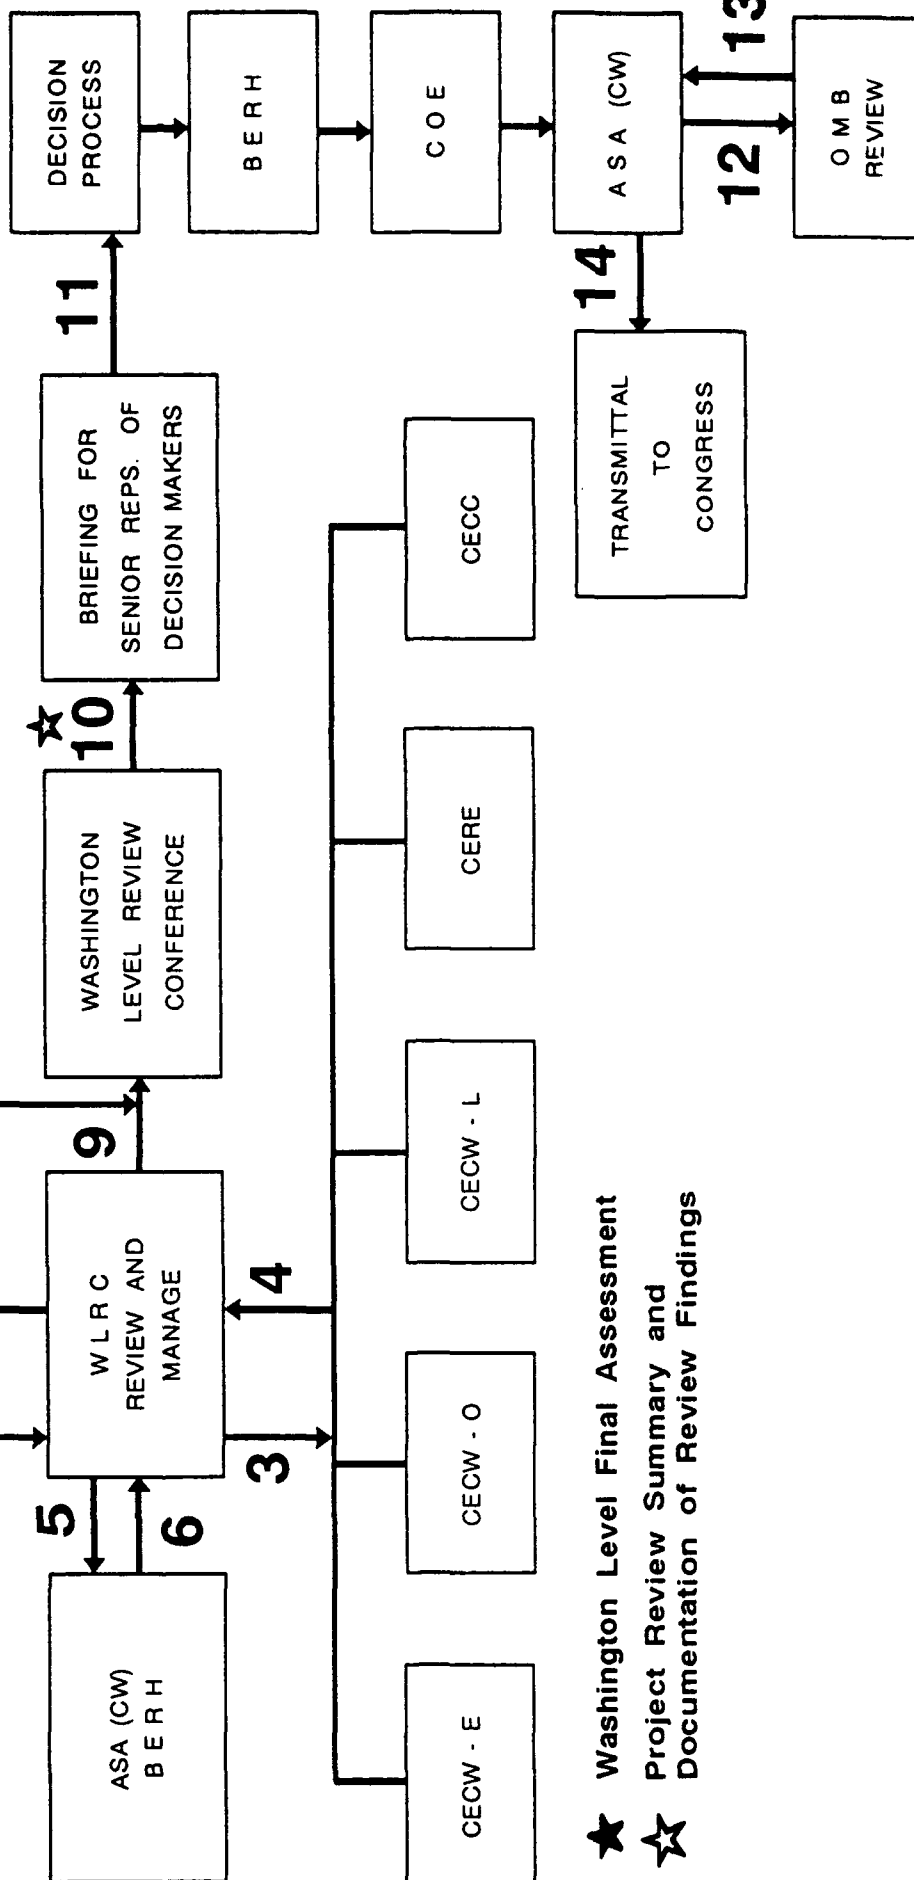 DECISION
PROCESS
B E R H
C O E
A S A (CW)
O M B
REVIEW
13
12
14
11
TRANSMITTAL
TO
CONGRESS
BRIEFING FOR
SENIOR REPS. OF
DECISION MAKERS
10
WASHINGTON
LEVEL REVIEW
CONFERENCE
9
W L R C
REVIEW AND
MANAGE
4
3
5
6
ASA (CW)
B E R H
CECW - E
CECW - O
CECW - L
CERE
CECC
★ Washington Level Final Assessment
☆ Project Review Summary and
Documentation of Review Findings